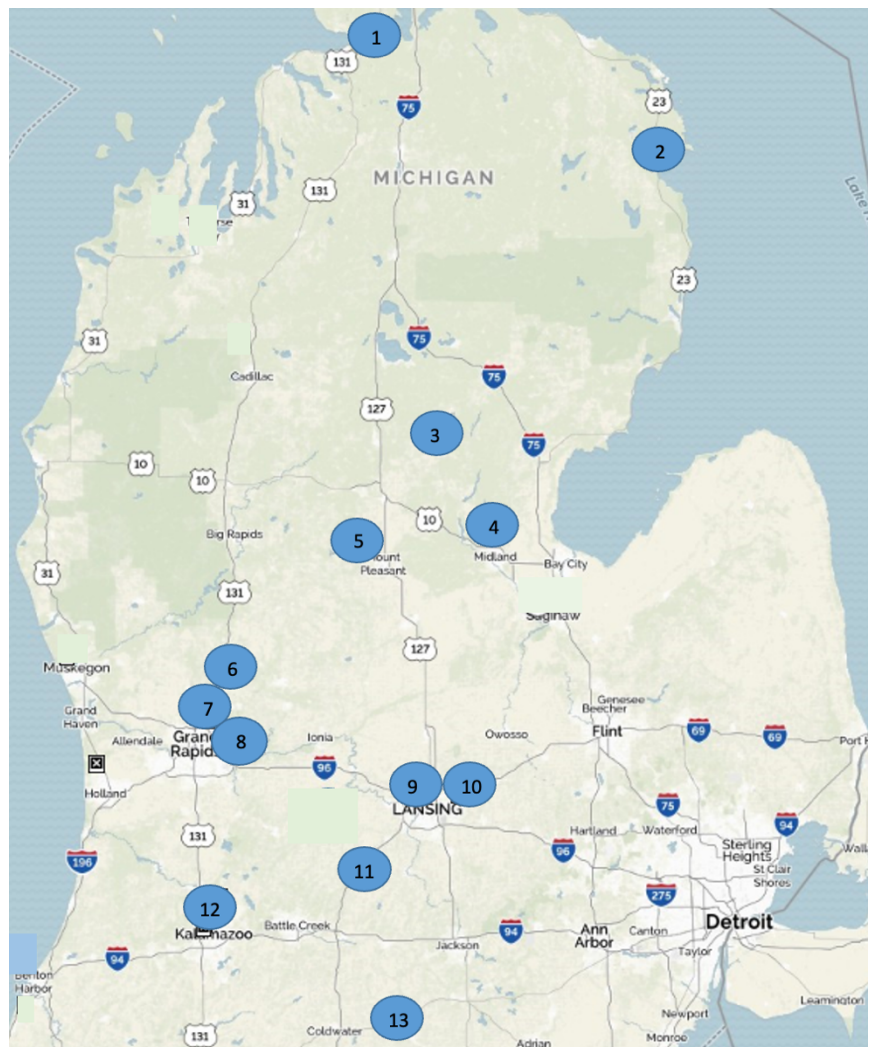 1
131
75
23
2
MICHIGAN
131
31
23
75
31
75
Cadillac
127
3
75
10
10
10
4
Big Rapids
5
Mount
Pleasant
Midland
Bay City
31
131
Saginaw
127
6
Muskegon
7
Genesee
Beecher
Grand
Haven
Allendale
Grand
Rapids
8
Ionia
Owosso
Flint
69
69
Port
96
Holland
9
10
LANSING
75
131
Hartland
Waterford
94
196
96
Sterling
Heights
11
St Clair
Shores
12
275
Battle Creek
Kalamazoo
Ann
Arbor
Canton
Detroit
94
Jackson
94
Taylor
Benton
Harbor
Leamington
Newport
13
Coldwater
131
Adrian
Monroe